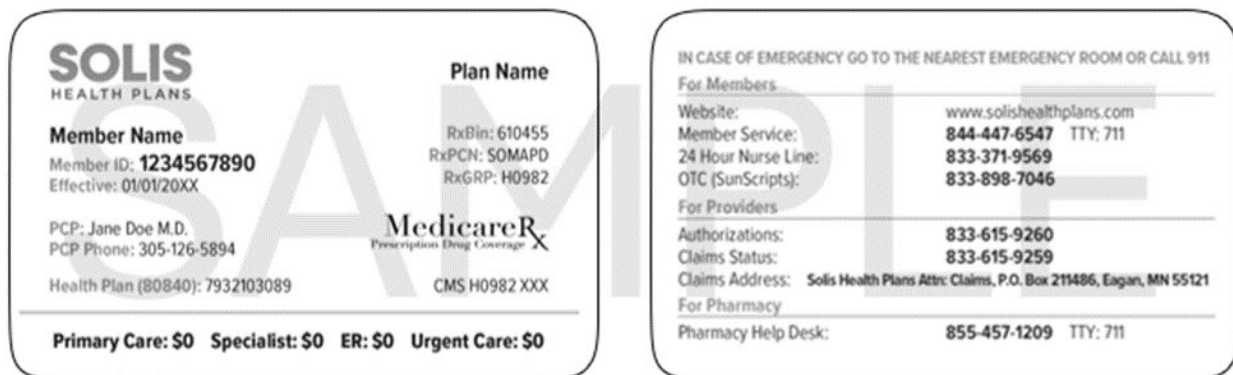 SOLIS
HEALTH PLANS
Plan Name
Member Name
Member ID: 1234567890
Effective: 01/01/20XX
RxBin: 610455
RxPCN: SOMAPD
RxGRP: H0982
PCP: Jane Doe M.D.
PCP Phone: 305-126-5894
MedicareRx
Prescription Drug Coverage
Health Plan (80840): 7932103089
CMS H0982 XXX
Primary Care: $0 Specialist: $0 ER: $0 Urgent Care: $0
IN CASE OF EMERGENCY GO TO THE NEAREST EMERGENCY ROOM OR CALL 911
For Members
Website: www.solishealthplans.com
Member Service: 844-447-6547 TTY: 711
24 Hour Nurse Line: 833-371-9569
OTC (SunScripts): 833-898-7046
For Providers
Authorizations: 833-615-9260
Claims Status: 833-615-9259
Claims Address: Solis Health Plans Attn: Claims, P.O. Box 211486, Eagan, MN 55121
For Pharmacy
Pharmacy Help Desk: 855-457-1209 TTY: 711
SAMPLE